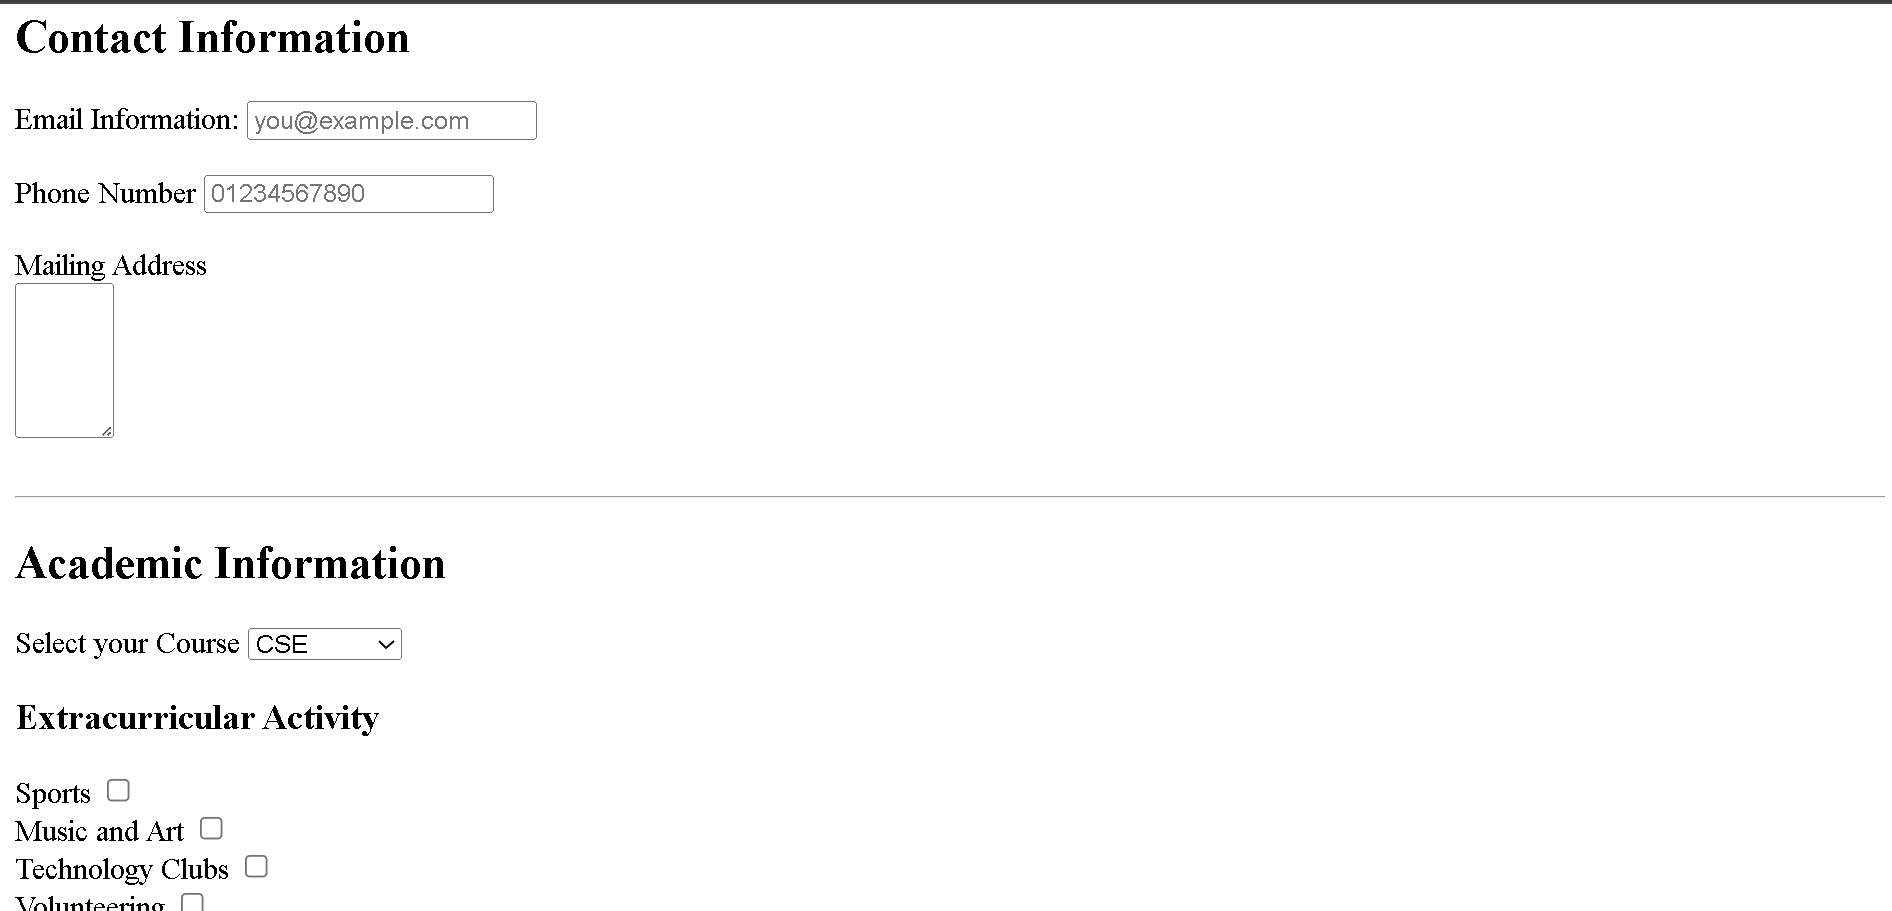 Contact Information
Email Information: you@example.com
Phone Number 01234567890
Mailing Address
Academic Information
Select your Course CSE
Extracurricular Activity
Sports
Music and Art
Technology Clubs
Volunteering